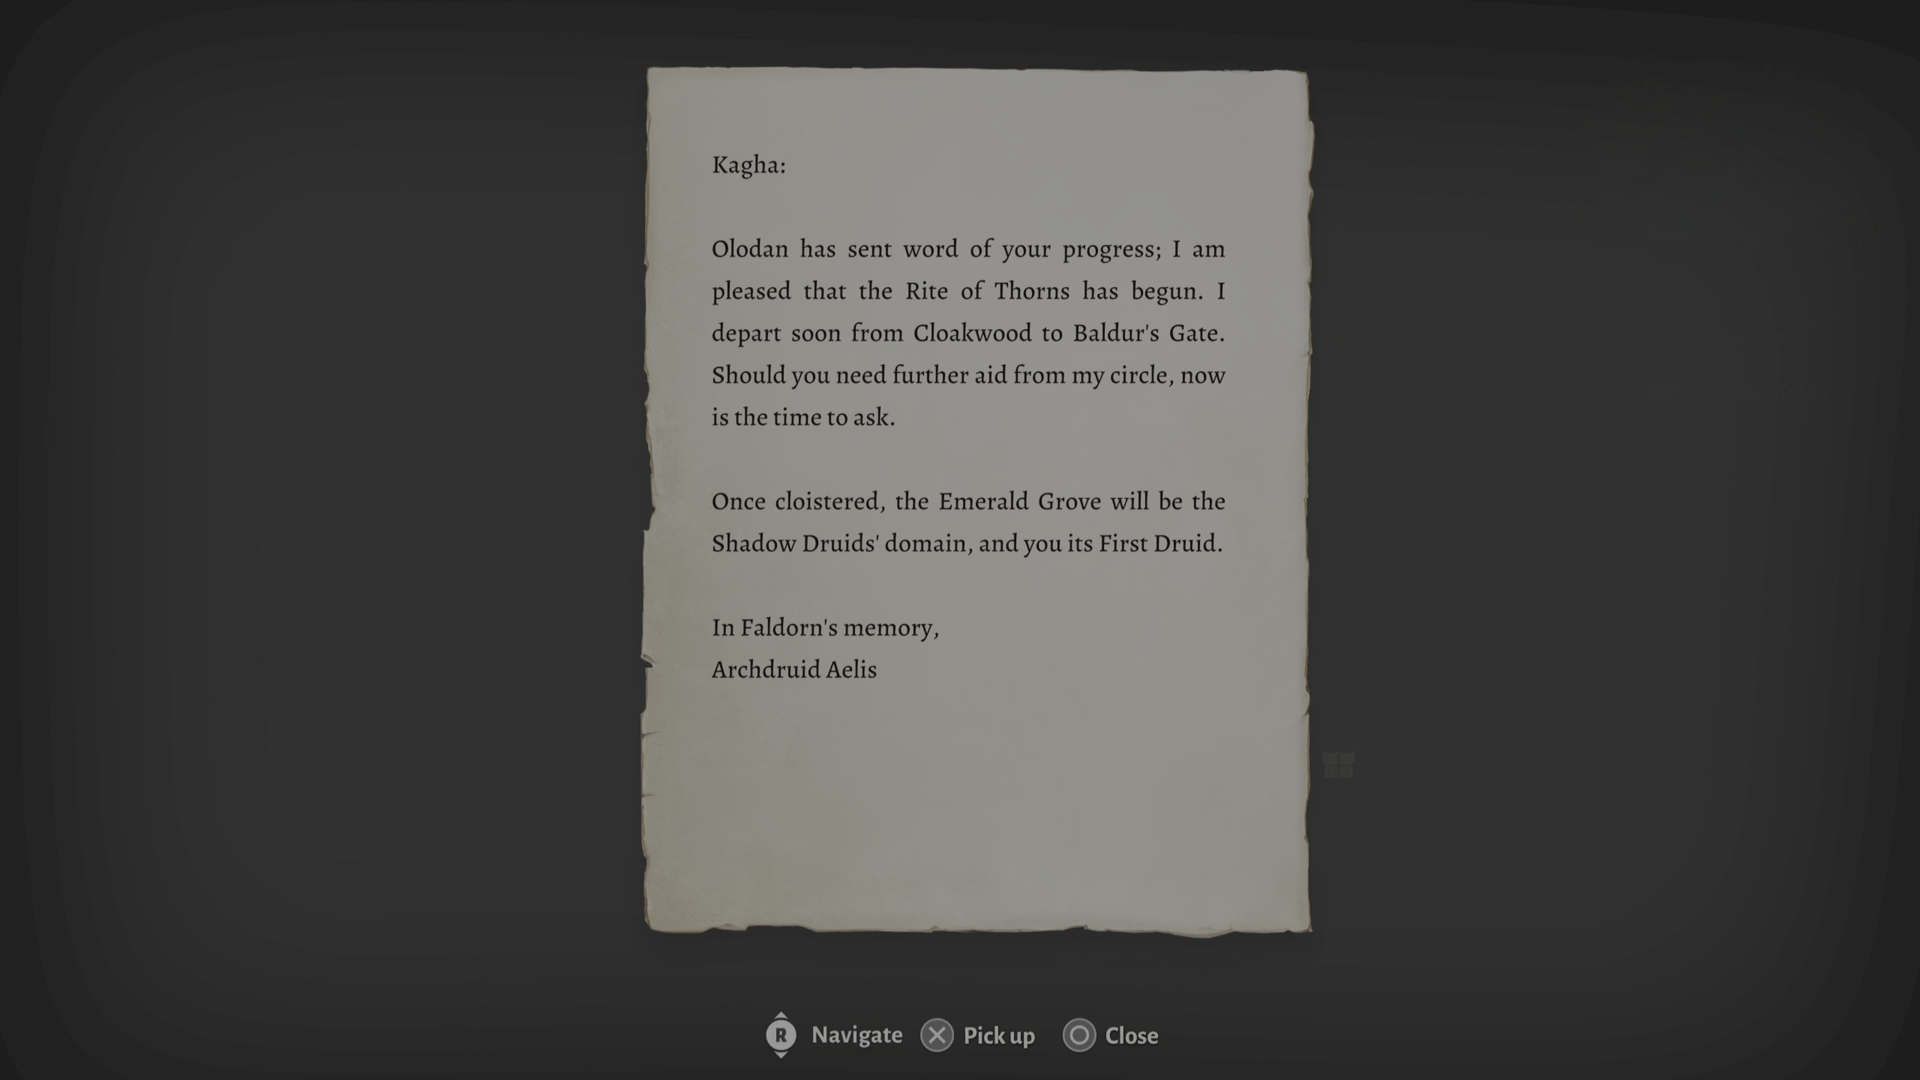 Kagha:
Olodan has sent word of your progress; I am
pleased that the Rite of Thorns has begun. I
depart soon from Cloakwood to Baldur's Gate.
Should you need further aid from my circle, now
is the time to ask.
Once cloistered, the Emerald Grove will be the
Shadow Druids' domain, and you its First Druid.
In Faldorn's memory,
Archdruid Aelis
R Navigate Pick up Close